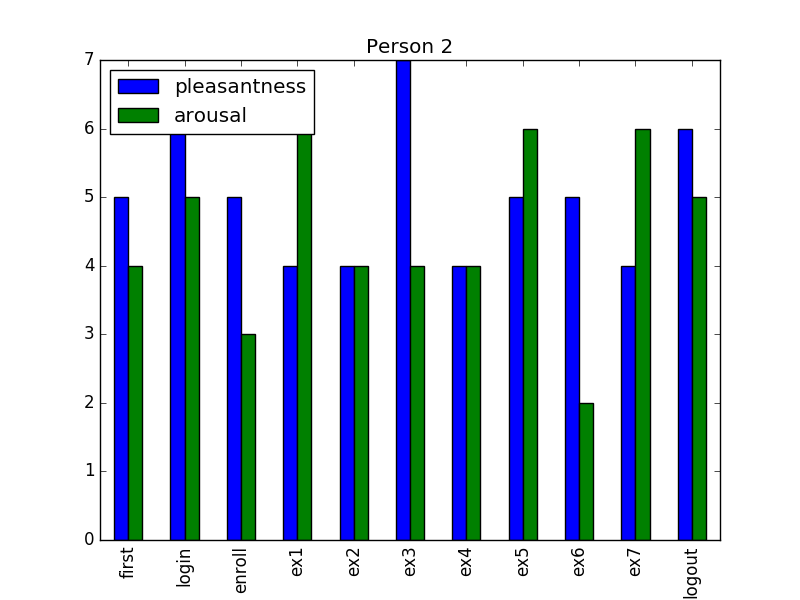 Person 2
7
pleasantness
arousal
6
5
4
3
2
1
0
first
login
enroll
ex1
ex2
ex3
ex4
ex5
ex6
ex7
logout